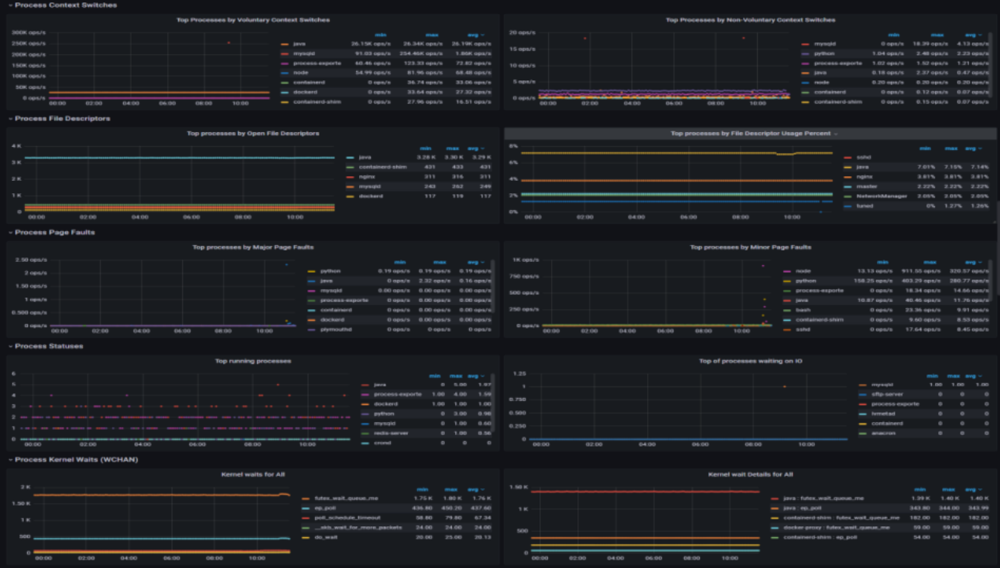 Process Context Switches
Top Processes by Voluntary Context Switches
min max avg
300K ops/s
250K ops/s
200K ops/s
150K ops/s
100K ops/s
50K ops/s
0 ops/s
00:00 02:00 04:00 06:00 08:00 10:00
java 26.15K ops/s 26.34K ops/s 26.19K ops/s
mysqld 91.03 ops/s 254.46K ops/s 1.86K ops/s
process-exporte 60.46 ops/s 123.33 ops/s 72.82 ops/s
node 54.99 ops/s 81.96 ops/s 68.48 ops/s
containerd 0 ops/s 36.74 ops/s 33.06 ops/s
dockerd 0 ops/s 33.64 ops/s 27.32 ops/s
containerd-shim 0 ops/s 27.96 ops/s 16.51 ops/s
Top Processes by Non-Voluntary Context Switches
min max avg
20 ops/s
15 ops/s
10 ops/s
5 ops/s
0 ops/s
00:00 02:00 04:00 06:00 08:00 10:00
mysqld 0 ops/s 18.39 ops/s 4.13 ops/s
python 1.04 ops/s 2.48 ops/s 2.23 ops/s
process-exporte 1.02 ops/s 1.52 ops/s 1.21 ops/s
java 0.18 ops/s 2.37 ops/s 0.47 ops/s
node 0.20 ops/s 0.20 ops/s 0.20 ops/s
containerd 0 ops/s 0.12 ops/s 0.07 ops/s
containerd-shim 0 ops/s 0.15 ops/s 0.07 ops/s
Process File Descriptors
Top processes by Open File Descriptors
min max avg
4 K
3 K
2 K
1 K
0
00:00 02:00 04:00 06:00 08:00 10:00
java 3.28 K 3.30 K 3.29 K
containerd-shim 431 433 431
nginx 311 316 311
mysqld 243 262 249
dockerd 117 119 117
Top processes by File Descriptor Usage Percent
min max avg
8%
6%
4%
2%
0%
00:00 02:00 04:00 06:00 08:00 10:00
sshd
java 7.01% 7.15% 7.14%
nginx 3.81% 3.81% 3.81%
master 2.22% 2.22% 2.22%
NetworkManager 2.05% 2.05% 2.05%
tuned 0% 1.27% 1.26%
Process Page Faults
Top processes by Major Page Faults
min max avg
2.50 ops/s
2 ops/s
1.50 ops/s
1 ops/s
0.500 ops/s
0 ops/s
00:00 02:00 04:00 06:00 08:00 10:00
python 0.19 ops/s 0.19 ops/s 0.19 ops/s
java 0 ops/s 2.32 ops/s 0.16 ops/s
mysqld 0.00 ops/s 0.00 ops/s 0.00 ops/s
process-exporte 0 ops/s 0.00 ops/s 0.00 ops/s
containerd 0 ops/s 0.00 ops/s 0.00 ops/s
dockerd 0 ops/s 0.00 ops/s 0.00 ops/s
plymouthd 0 ops/s 0 ops/s 0 ops/s
Top processes by Minor Page Faults
min max avg
1K ops/s
750 ops/s
500 ops/s
250 ops/s
0 ops/s
00:00 02:00 04:00 06:00 08:00 10:00
node 13.13 ops/s 911.55 ops/s 320.57 ops/s
python 158.25 ops/s 403.29 ops/s 280.77 ops/s
process-exporte 0 ops/s 18.34 ops/s 14.66 ops/s
java 10.87 ops/s 40.46 ops/s 11.76 ops/s
bash 0 ops/s 23.36 ops/s 9.91 ops/s
containerd-shim 0 ops/s 9.60 ops/s 8.53 ops/s
sshd 0 ops/s 17.64 ops/s 8.45 ops/s
Process Statuses
Top running processes
min max avg
6
5
4
3
2
1
0
00:00 02:00 04:00 06:00 08:00 10:00
java 0 5.00 1.97
process-exporte 1.00 4.00 1.59
dockerd 1.00 1.00 1.00
python 0 3.00 0.96
mysqld 0 1.00 0.60
redis-server 0 1.00 0.56
crond 0 0 0
Top of processes waiting on IO
min max avg
1.25
1
0.750
0.500
0.250
0
00:00 02:00 04:00 06:00 08:00 10:00
mysqld 1.00 1.00 1.00
sftp-server 0 0 0
process-exporte 0 0 0
lvmetad 0 0 0
containerd 0 0 0
anacron 0 0 0
Process Kernel Waits (WCHAN)
Kernel waits for All
min max avg
2 K
1.50 K
1 K
500
0
00:00 02:00 04:00 06:00 08:00 10:00
futex_wait_queue_me 1.75 K 1.80 K 1.76 K
ep_poll 436.80 450.20 437.60
poll_schedule_timeout 58.80 79.80 67.34
__skb_wait_for_more_packets 24.00 24.00 24.00
do_wait 20.00 25.00 20.13
Kernel wait Details for All
min max avg
1.50 K
1 K
500
0
00:00 02:00 04:00 06:00 08:00 10:00
java : futex_wait_queue_me 1.39 K 1.40 K 1.40 K
java : ep_poll 343.80 344.00 343.99
containerd-shim : futex_wait_queue_me 182.00 182.00 182.00
docker-proxy : futex_wait_queue_me 59.00 59.00 59.00
containerd-shim : ep_poll 54.00 54.00 54.00